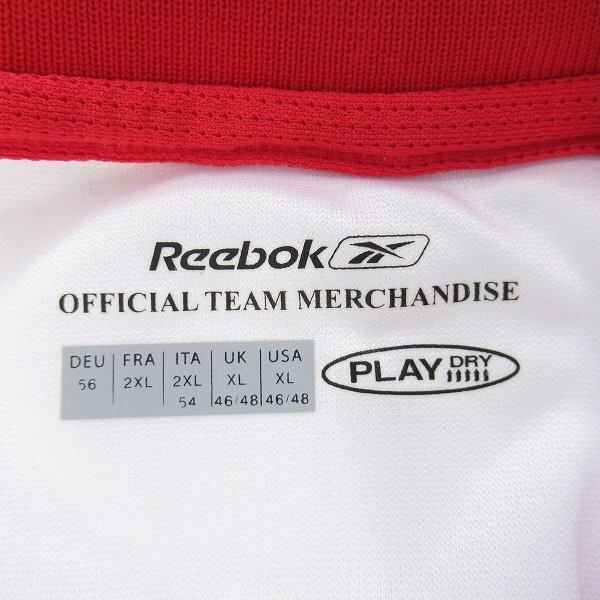 Reebok
OFFICIAL TEAM MERCHANDISE
DEU FRA ITA UK USA
56 2XL 2XL XL XL
54 46/48 46/48
PLAY DRY